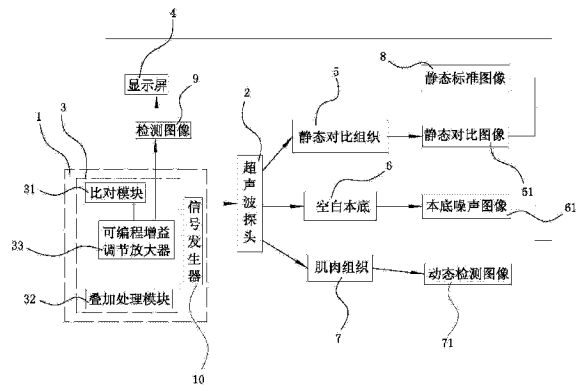 4
显示屏
9
检测图像
1
3
31
比对模块
33
可编程增益
调节放大器
32
叠加处理模块
信号发生器
10
2
超声波探头
5
静态对比组织
6
空白本底
肌肉组织
7
8
静态标准图像
静态对比图像
51
本底噪声图像
61
动态检测图像
71